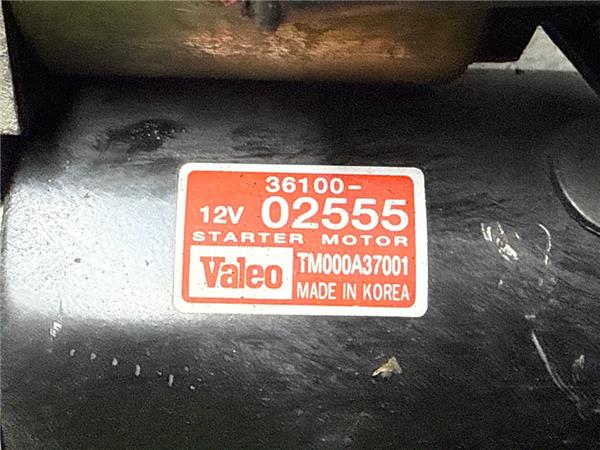 36100-
12V 02555
STARTER MOTOR
Valeo TM000A37001
MADE IN KOREA